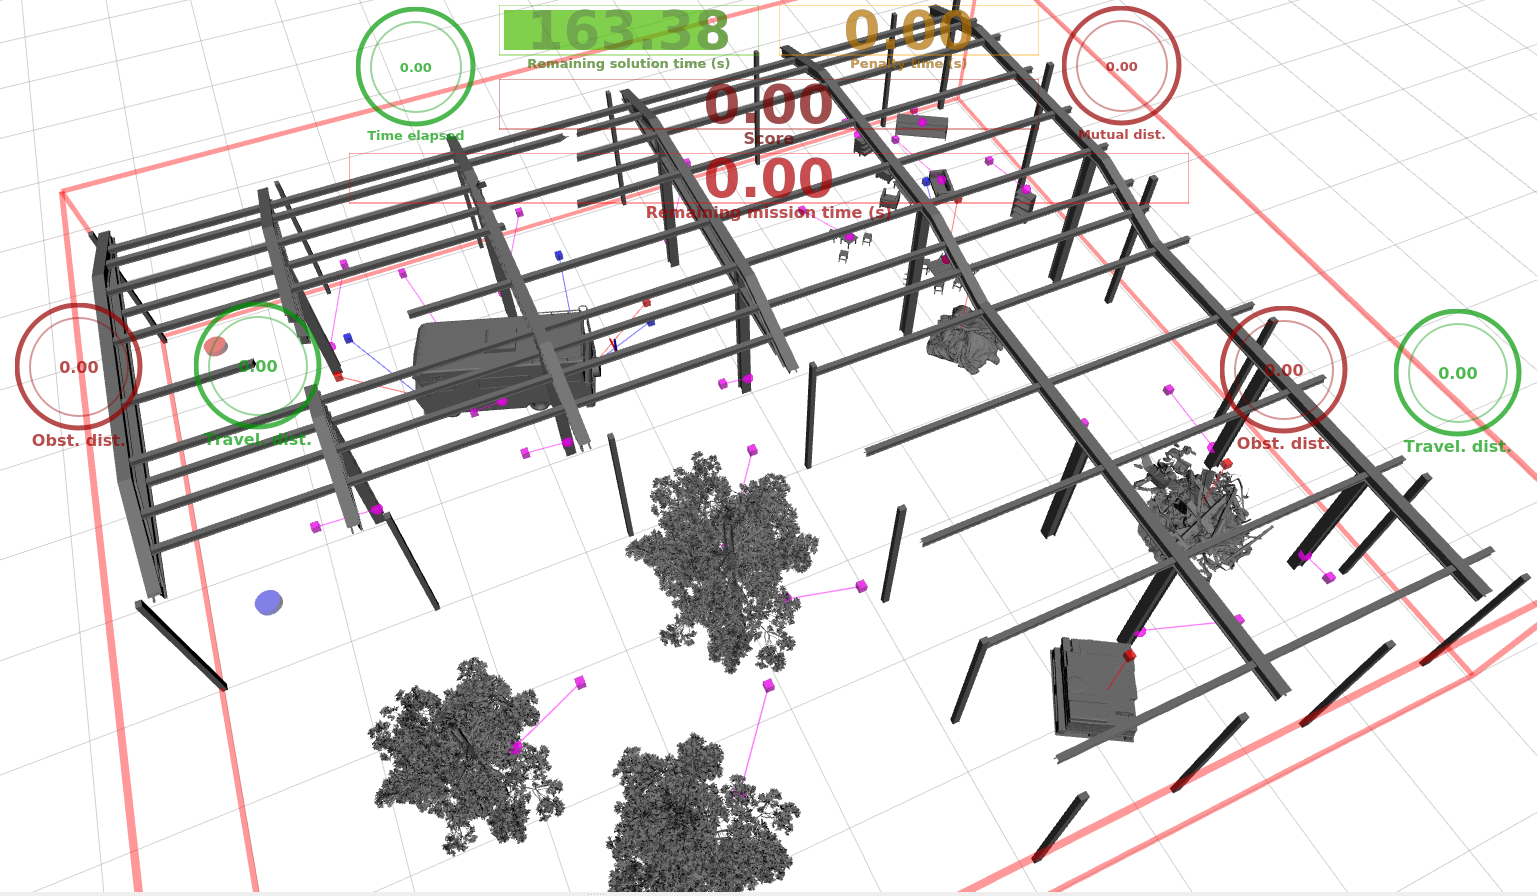 163.38
Remaining solution time (s)
0.00
Penalty time (s)
0.00
Time elapsed
0.00
Mutual dist.
0.00
Score
0.00
Remaining mission time (s)
0.00
Obst. dist.
0.00
Travel. dist.
0.00
Obst. dist.
0.00
Travel. dist.